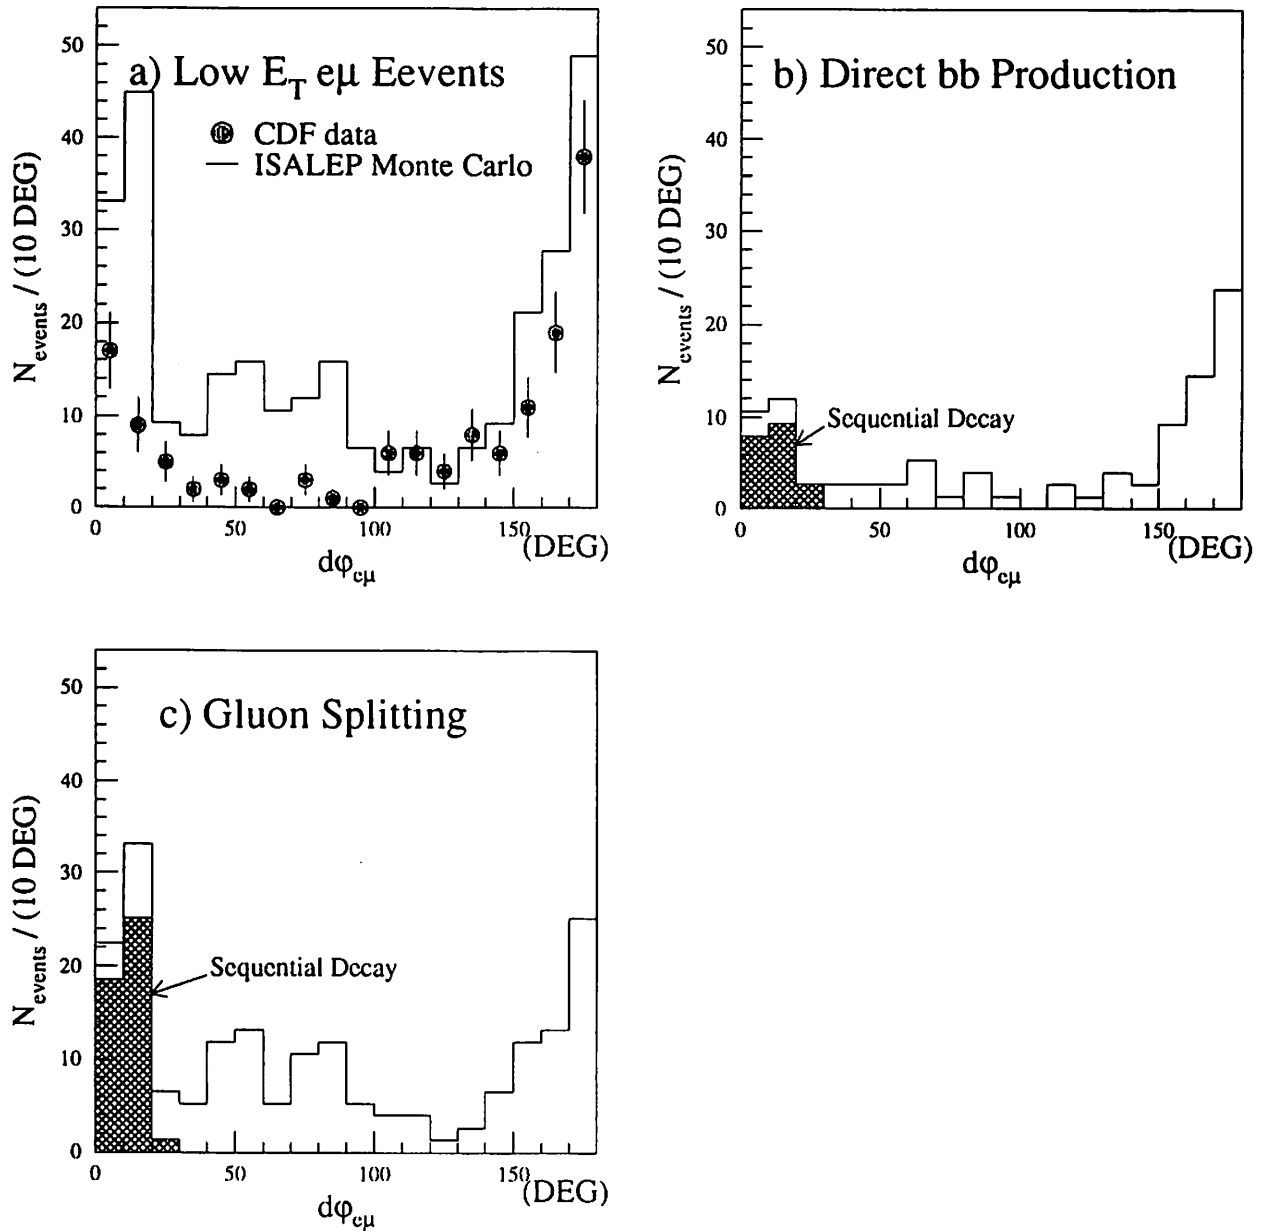 a) Low E_T eμ Eevents
CDF data
ISALEP Monte Carlo
N_events / (10 DEG)
50
40
30
20
10
0
0 50 100 150 (DEG)
dφ_eμ
b) Direct bb Production
Sequential Decay
N_events / (10 DEG)
50
40
30
20
10
0
0 50 100 150 (DEG)
dφ_eμ
c) Gluon Splitting
Sequential Decay
N_events / (10 DEG)
50
40
30
20
10
0
0 50 100 150 (DEG)
dφ_eμ